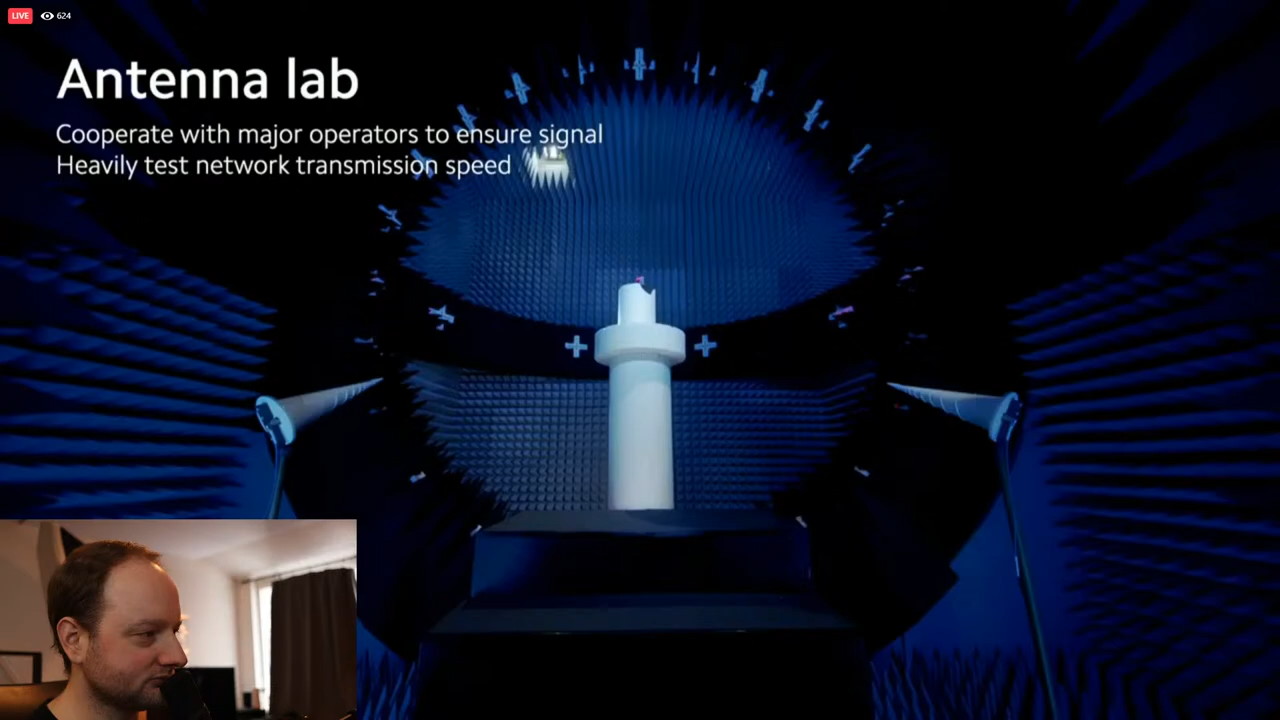 LIVE 624
Antenna lab
Cooperate with major operators to ensure signal
Heavily test network transmission speed